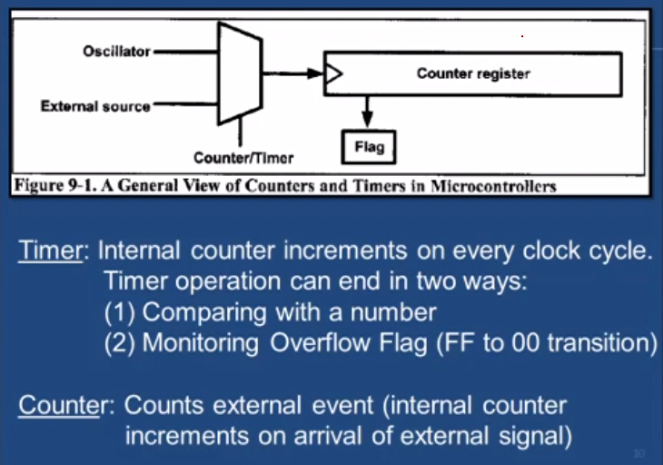 Oscillator
External source
Counter register
Counter/Timer
Flag
Figure 9-1. A General View of Counters and Timers in Microcontrollers
Timer: Internal counter increments on every clock cycle.
Timer operation can end in two ways:
(1) Comparing with a number
(2) Monitoring Overflow Flag (FF to 00 transition)
Counter: Counts external event (internal counter
increments on arrival of external signal)